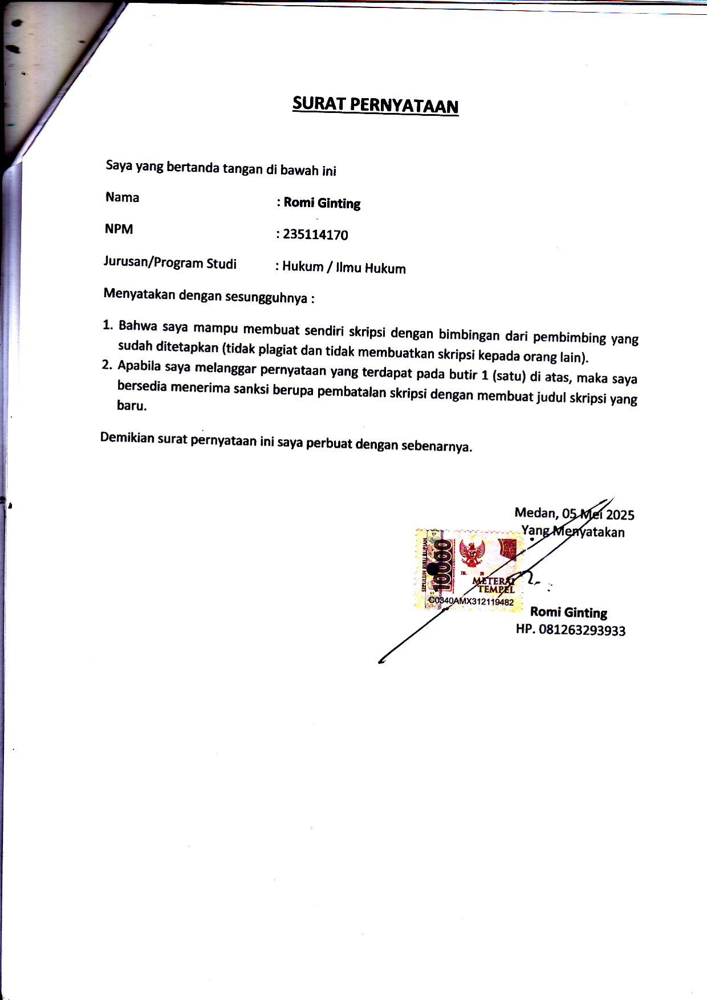 SURAT PERNYATAAN
Saya yang bertanda tangan di bawah ini
Nama : Romi Ginting
NPM : 235114170
Jurusan/Program Studi : Hukum / Ilmu Hukum
Menyatakan dengan sesungguhnya :
1. Bahwa saya mampu membuat sendiri skripsi dengan bimbingan dari pembimbing yang
sudah ditetapkan (tidak plagiat dan tidak membuatkan skripsi kepada orang lain).
2. Apabila saya melanggar pernyataan yang terdapat pada butir 1 (satu) di atas, maka saya
bersedia menerima sanksi berupa pembatalan skripsi dengan membuat judul skripsi yang
baru.
Demikian surat pernyataan ini saya perbuat dengan sebenarnya.
Medan, 05 Mei 2025
Yang Menyatakan
SEPULUH RIBU RUPIAH
10000
TGL. 20
METERAI
TEMPEL
C0340AMX312119482
Romi Ginting
HP. 081263293933